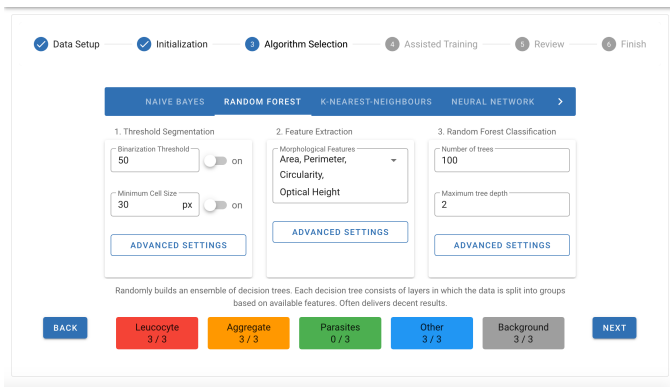 Data Setup
Initialization
3 Algorithm Selection
4 Assisted Training
5 Review
6 Finish
NAIVE BAYES RANDOM FOREST K-NEAREST-NEIGHBOURS NEURAL NETWORK
1. Threshold Segmentation
Binarization Threshold
50
on
Minimum Cell Size
30 px
on
ADVANCED SETTINGS
2. Feature Extraction
Morphological Features
Area, Perimeter,
Circularity,
Optical Height
ADVANCED SETTINGS
3. Random Forest Classification
Number of trees
100
Maximum tree depth
2
ADVANCED SETTINGS
Randomly builds an ensemble of decision trees. Each decision tree consists of layers in which the data is split into groups
based on available features. Often delivers decent results.
BACK
Leucocyte
3 / 3
Aggregate
3 / 3
Parasites
0 / 3
Other
3 / 3
Background
3 / 3
NEXT